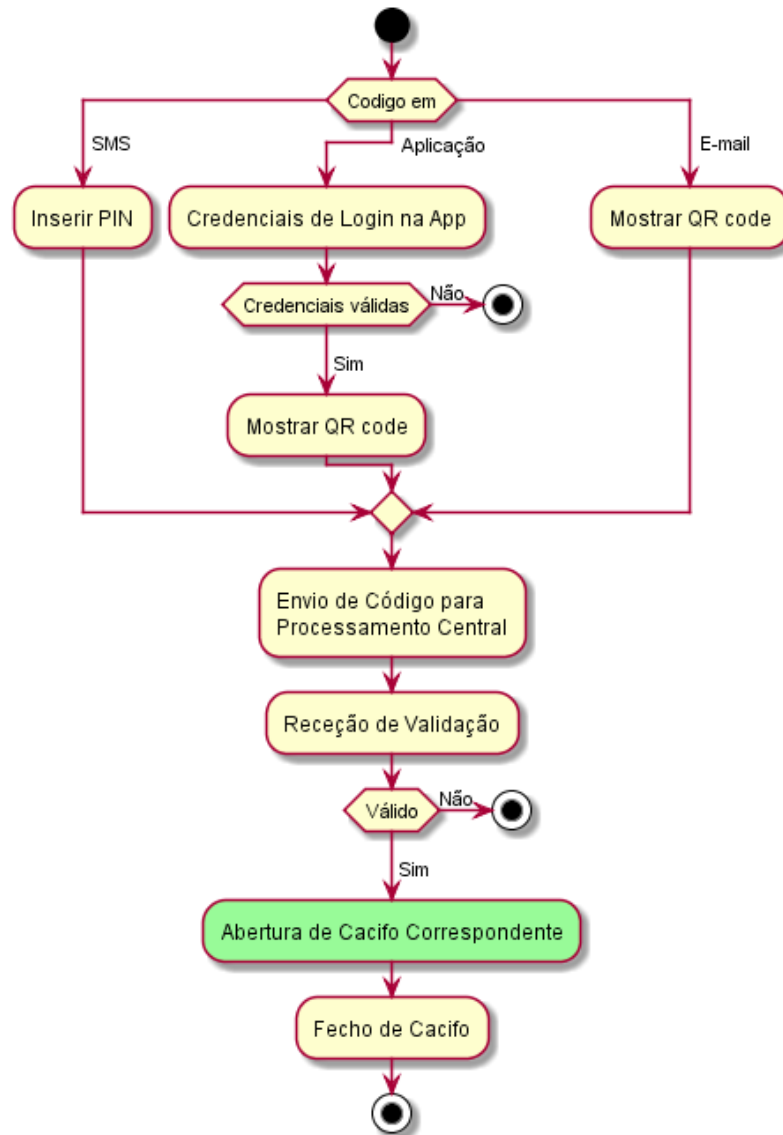 Codigo em
SMS
Aplicação
E-mail
Inserir PIN
Credenciais de Login na App
Mostrar QR code
Credenciais válidas
Não
Sim
Mostrar QR code
Envio de Código para
Processamento Central
Receção de Validação
Válido
Não
Sim
Abertura de Cacifo Correspondente
Fecho de Cacifo